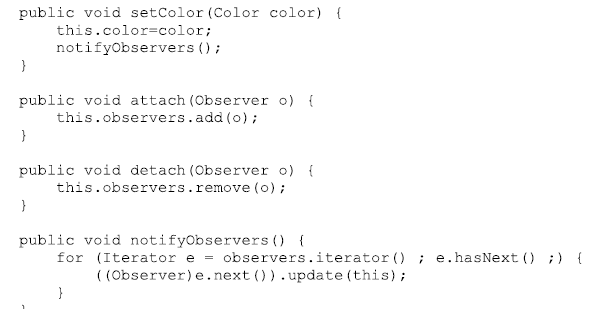 public void setColor(Color color) {
this.color=color;
notifyObservers();
}
public void attach(Observer o) {
this.observers.add(o);
}
public void detach(Observer o) {
this.observers.remove(o);
}
public void notifyObservers() {
for (Iterator e = observers.iterator() ; e.hasNext() ;) {
((Observer)e.next()).update(this);
}